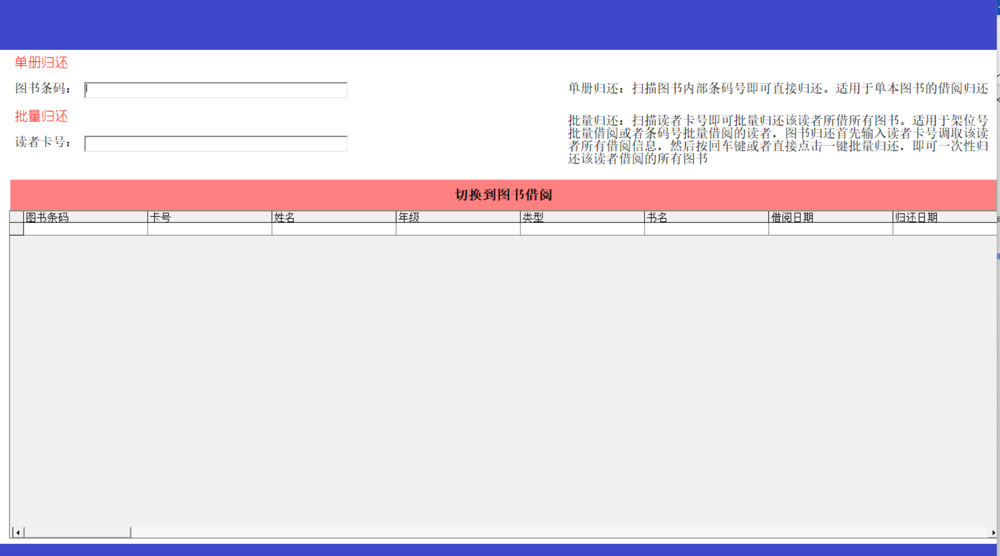 单册归还
图书条码：
单册归还：扫描图书内部条码号即可直接归还。适用于单本图书的借阅归还
批量归还
读者卡号：
批量归还：扫描读者卡号即可批量归还该读者所借所有图书。适用于架位号
批量借阅或者条码号批量借阅的读者，图书归还首先输入读者卡号调取该读
者所有借阅信息，然后按回车键或者直接点击一键批量归还，即可一次性归
还该读者借阅的所有图书
切换到图书借阅
图书条码 卡号 姓名 年级 类型 书名 借阅日期 归还日期